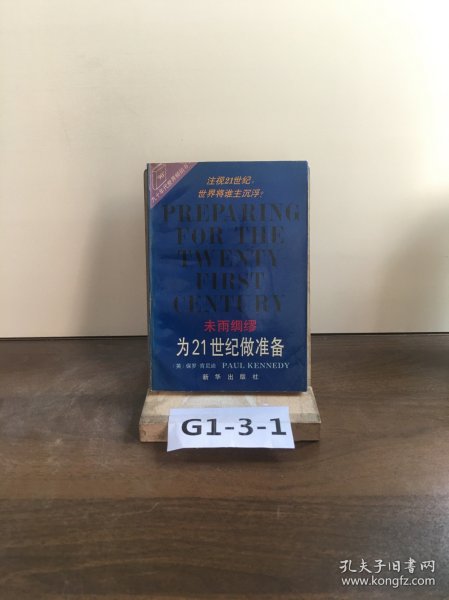 注视21世纪:
世界将谁主沉浮?
PREPARING
FOR THE
TWENTY
FIRST
CENTURY
未雨绸缪
为21世纪做准备
〔英〕保罗·肯尼迪 PAUL KENNEDY
新华出版社
G1-3-1
孔夫子旧书网
www.kongfz.com